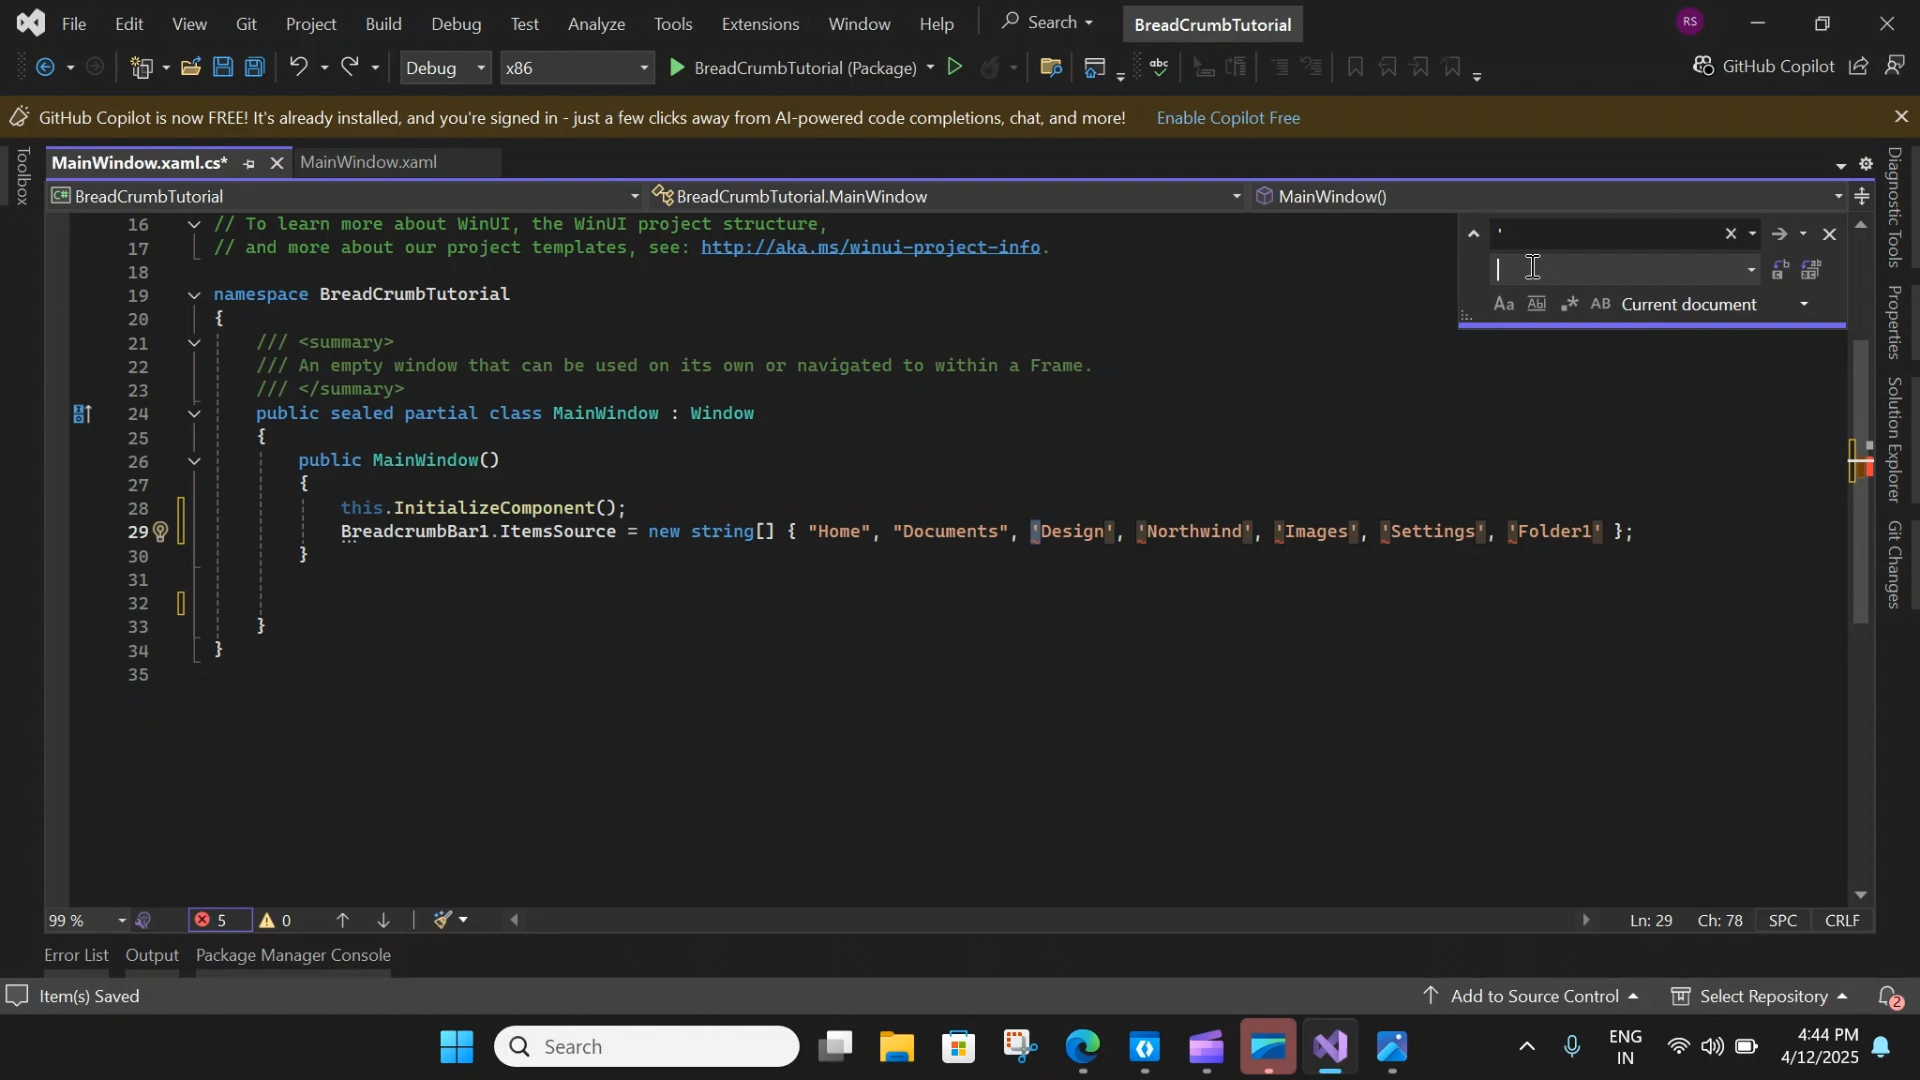 File Edit View Git Project Build Debug Test Analyze Tools Extensions Window Help Search BreadCrumbTutorial RS
Debug x86 BreadCrumbTutorial (Package) abc GitHub Copilot
GitHub Copilot is now FREE! It's already installed, and you're signed in - just a few clicks away from AI-powered code completions, chat, and more! Enable Copilot Free
MainWindow.xaml.cs* MainWindow.xaml
C# BreadCrumbTutorial BreadCrumbTutorial.MainWindow MainWindow()
16 // To learn more about WinUI, the WinUI project structure,
17 // and more about our project templates, see: http://aka.ms/winui-project-info.
18
19 namespace BreadCrumbTutorial
20 {
21 /// <summary>
22 /// An empty window that can be used on its own or navigated to within a Frame.
23 /// </summary>
24 public sealed partial class MainWindow : Window
25 {
26 public MainWindow()
27 {
28 this.InitializeComponent();
29 BreadcrumbBar1.ItemsSource = new string[] { "Home", "Documents", 'Design', 'Northwind', 'Images', 'Settings', 'Folder1' };
30 }
31
32
33 }
34 }
35
'
Aa Abl .* AB Current document
Toolbox
Diagnostic Tools
Properties
Solution Explorer
Git Changes
99 % 5 0 Ln: 29 Ch: 78 SPC CRLF
Error List Output Package Manager Console
Item(s) Saved Add to Source Control Select Repository 2
Search ENG
IN
4:44 PM
4/12/2025